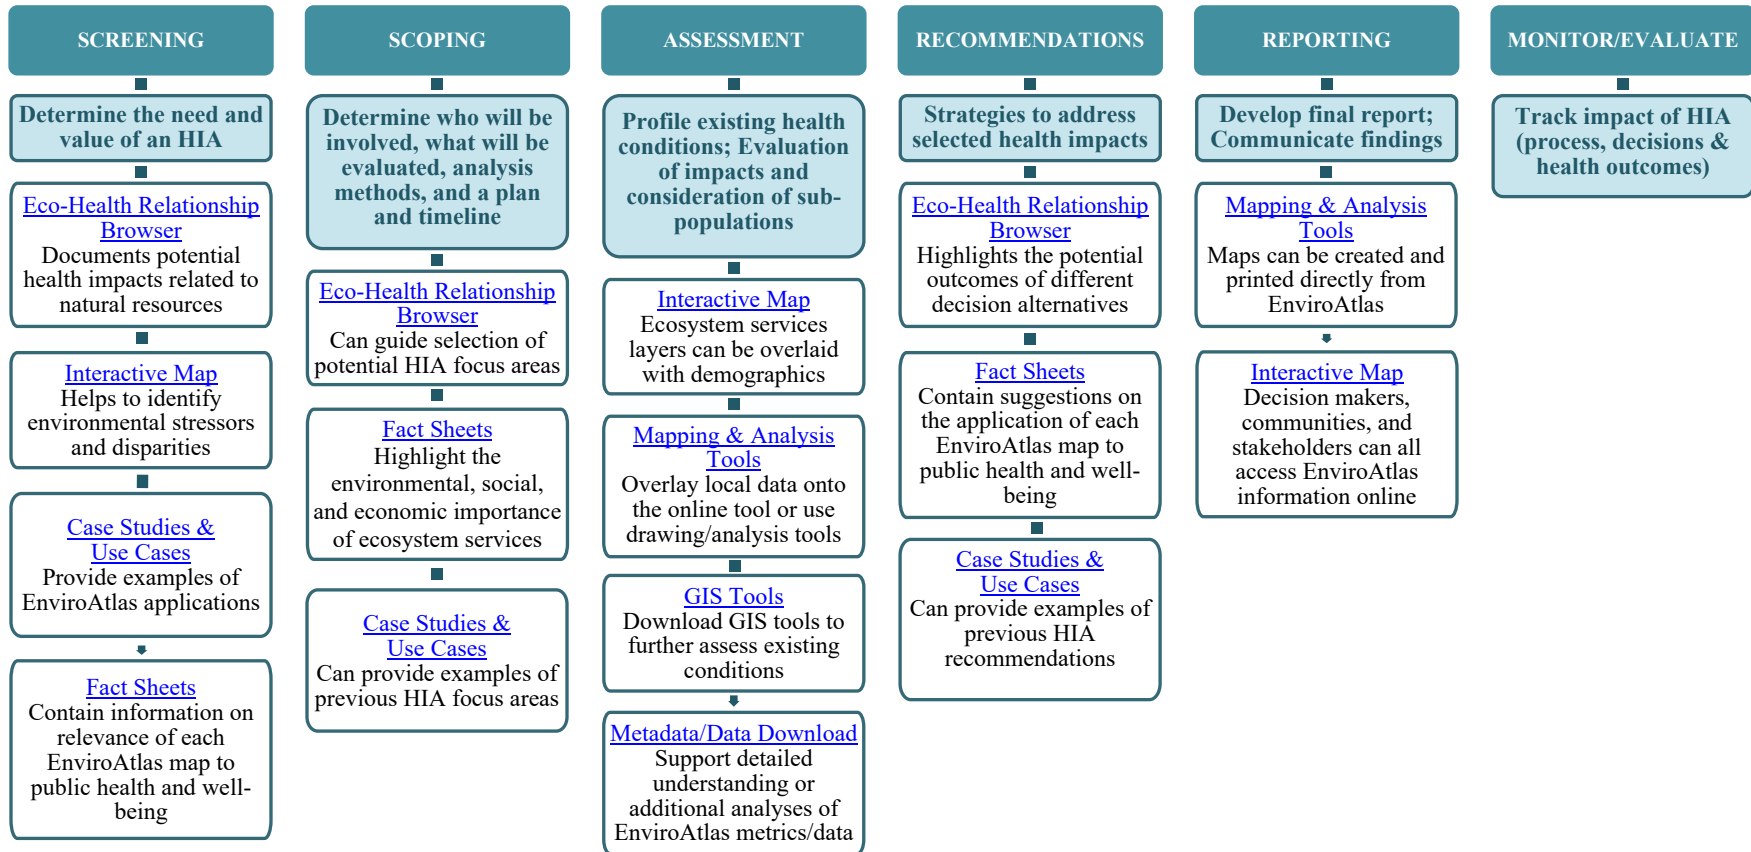 SCREENING
Determine the need and
value of an HIA
Eco-Health Relationship
Browser
Documents potential
health impacts related to
natural resources
Interactive Map
Helps to identify
environmental stressors
and disparities
Case Studies &
Use Cases
Provide examples of
EnviroAtlas applications
Fact Sheets
Contain information on
relevance of each
EnviroAtlas map to
public health and well-
being
SCOPING
Determine who will be
involved, what will be
evaluated, analysis
methods, and a plan
and timeline
Eco-Health Relationship
Browser
Can guide selection of
potential HIA focus areas
Fact Sheets
Highlight the
environmental, social,
and economic importance
of ecosystem services
Case Studies &
Use Cases
Can provide examples of
previous HIA focus areas
ASSESSMENT
Profile existing health
conditions; Evaluation
of impacts and
consideration of sub-
populations
Interactive Map
Ecosystem services
layers can be overlaid
with demographics
Mapping & Analysis
Tools
Overlay local data onto
the online tool or use
drawing/analysis tools
GIS Tools
Download GIS tools to
further assess existing
conditions
Metadata/Data Download
Support detailed
understanding or
additional analyses of
EnviroAtlas metrics/data
RECOMMENDATIONS
Strategies to address
selected health impacts
Eco-Health Relationship
Browser
Highlights the potential
outcomes of different
decision alternatives
Fact Sheets
Contain suggestions on
the application of each
EnviroAtlas map to
public health and well-
being
Case Studies &
Use Cases
Can provide examples of
previous HIA
recommendations
REPORTING
Develop final report;
Communicate findings
Mapping & Analysis
Tools
Maps can be created and
printed directly from
EnviroAtlas
Interactive Map
Decision makers,
communities, and
stakeholders can all
access EnviroAtlas
information online
MONITOR/EVALUATE
Track impact of HIA
(process, decisions &
health outcomes)